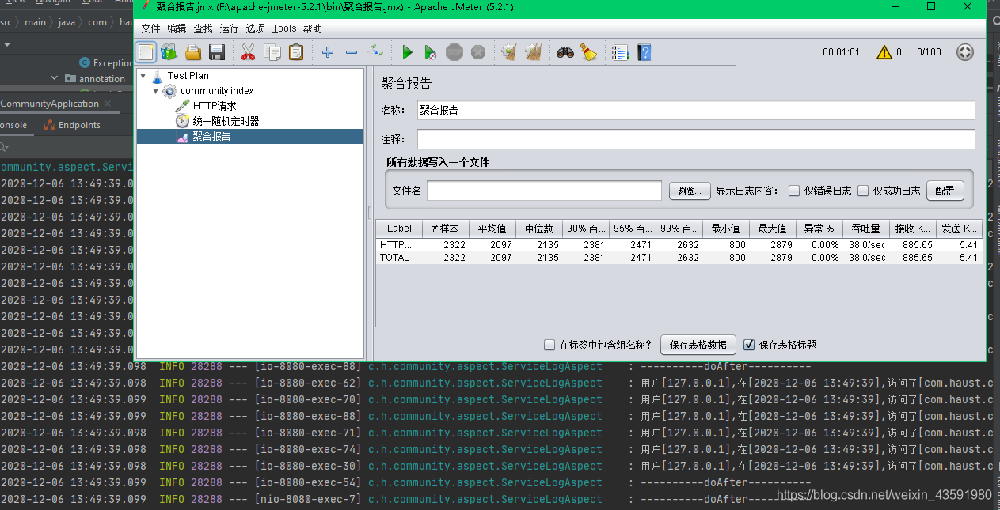 View Navigate Code Ana
聚合报告.jmx (F:\apache-jmeter-5.2.1\bin\聚合报告.jmx) - Apache JMeter (5.2.1)
src main java com hau
文件 编辑 查找 运行 选项 Tools 帮助
STOP 00:01:01 0 0/100
Exception
annotation
CommunityApplication
onsole Endpoints
Test Plan
community index
HTTP请求
统一随机定时器
聚合报告
聚合报告
名称： 聚合报告
注释：
所有数据写入一个文件
文件名 浏览... 显示日志内容： 仅错误日志 仅成功日志 配置
Label # 样本 平均值 中位数 90% 百... 95% 百... 99% 百... 最小值 最大值 异常 % 吞吐量 接收 K... 发送 K...
HTTP... 2322 2097 2135 2381 2471 2632 800 2879 0.00% 38.0/sec 885.65 5.41
TOTAL 2322 2097 2135 2381 2471 2632 800 2879 0.00% 38.0/sec 885.65 5.41
在标签中包含组名称? 保存表格数据 保存表格标题
ommunity.aspect.Servi
2020-12-06 13:49:39.0
2020-12-06 13:49:39.0
2020-12-06 13:49:39.0
2020-12-06 13:49:39.0
2020-12-06 13:49:39.0
2020-12-06 13:49:39.0
2020-12-06 13:49:39.0
2020-12-06 13:49:39.0
2020-12-06 13:49:39.0
2020-12-06 13:49:39.0
2020-12-06 13:49:39.0
2020-12-06 13:49:39.098 INFO 28288 --- [io-8080-exec-88] c.h.community.aspect.ServiceLogAspect : ----------doAfter----------
2020-12-06 13:49:39.098 INFO 28288 --- [io-8080-exec-62] c.h.community.aspect.ServiceLogAspect : 用户[127.0.0.1],在[2020-12-06 13:49:39],访问了[com.haust.c
2020-12-06 13:49:39.099 INFO 28288 --- [io-8080-exec-70] c.h.community.aspect.ServiceLogAspect : 用户[127.0.0.1],在[2020-12-06 13:49:39],访问了[com.haust.c
2020-12-06 13:49:39.099 INFO 28288 --- [io-8080-exec-88] c.h.community.aspect.ServiceLogAspect : 用户[127.0.0.1],在[2020-12-06 13:49:39],访问了[com.haust.c
2020-12-06 13:49:39.098 INFO 28288 --- [io-8080-exec-71] c.h.community.aspect.ServiceLogAspect : 用户[127.0.0.1],在[2020-12-06 13:49:39],访问了[com.haust.c
2020-12-06 13:49:39.098 INFO 28288 --- [io-8080-exec-74] c.h.community.aspect.ServiceLogAspect : 用户[127.0.0.1],在[2020-12-06 13:49:39],访问了[com.haust.c
2020-12-06 13:49:39.098 INFO 28288 --- [io-8080-exec-30] c.h.community.aspect.ServiceLogAspect : 用户[127.0.0.1],在[2020-12-06 13:49:39],访问了[com.haust.c
2020-12-06 13:49:39.099 INFO 28288 --- [io-8080-exec-54] c.h.community.aspect.ServiceLogAspect : ----------doAfter----------
2020-12-06 13:49:39.099 INFO 28288 --- [nio-8080-exec-7] c.h.community.aspect.ServiceLogAspect : ----------doAfter----------
https://blog.csdn.net/weixin_43591980